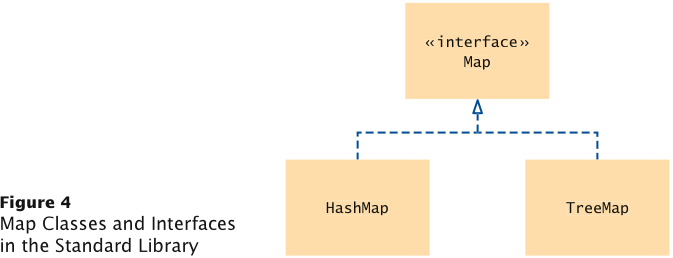 «interface»
Map
HashMap
TreeMap
Figure 4
Map Classes and Interfaces
in the Standard Library